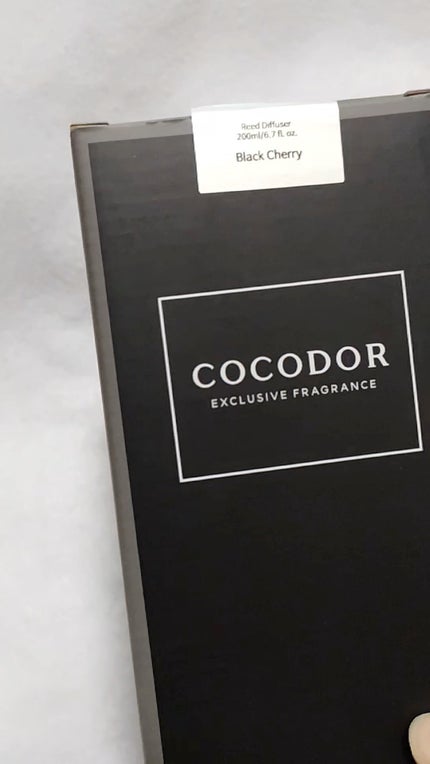 Reed Diffuser
200ml/6.7 fl. oz.
Black Cherry
COCODOR
EXCLUSIVE FRAGRANCE